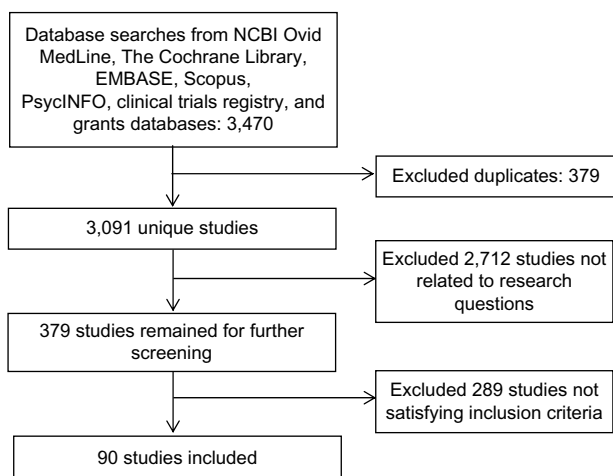 Database searches from NCBI Ovid
MedLine, The Cochrane Library,
EMBASE, Scopus,
PsycINFO, clinical trials registry, and
grants databases: 3,470
Excluded duplicates: 379
3,091 unique studies
Excluded 2,712 studies not
related to research
questions
379 studies remained for further
screening
Excluded 289 studies not
satisfying inclusion criteria
90 studies included